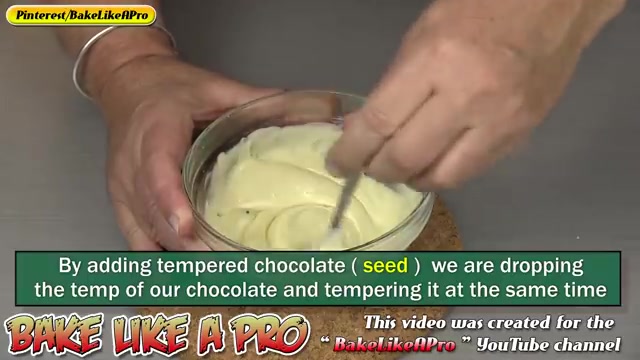 Pinterest/BakeLikeAPro
By adding tempered chocolate ( seed ) we are dropping
the temp of our chocolate and tempering it at the same time
BAKE LIKE A PRO
This video was created for the
“ BakeLikeAPro ” YouTube channel